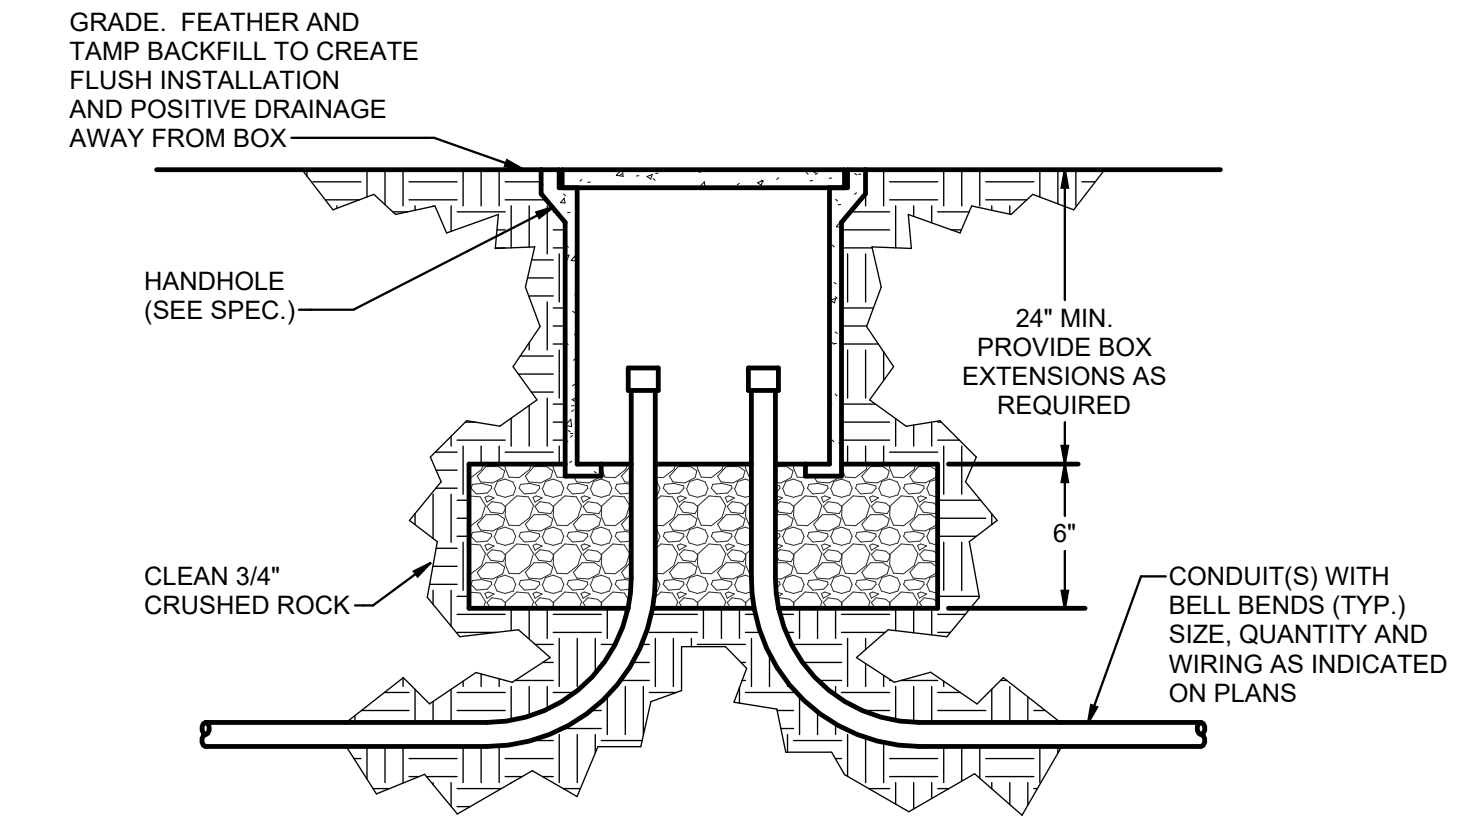 GRADE. FEATHER AND
TAMP BACKFILL TO CREATE
FLUSH INSTALLATION
AND POSITIVE DRAINAGE
AWAY FROM BOX
HANDHOLE
(SEE SPEC.)
24" MIN.
PROVIDE BOX
EXTENSIONS AS
REQUIRED
6"
CLEAN 3/4"
CRUSHED ROCK
CONDUIT(S) WITH
BELL BENDS (TYP.)
SIZE, QUANTITY AND
WIRING AS INDICATED
ON PLANS